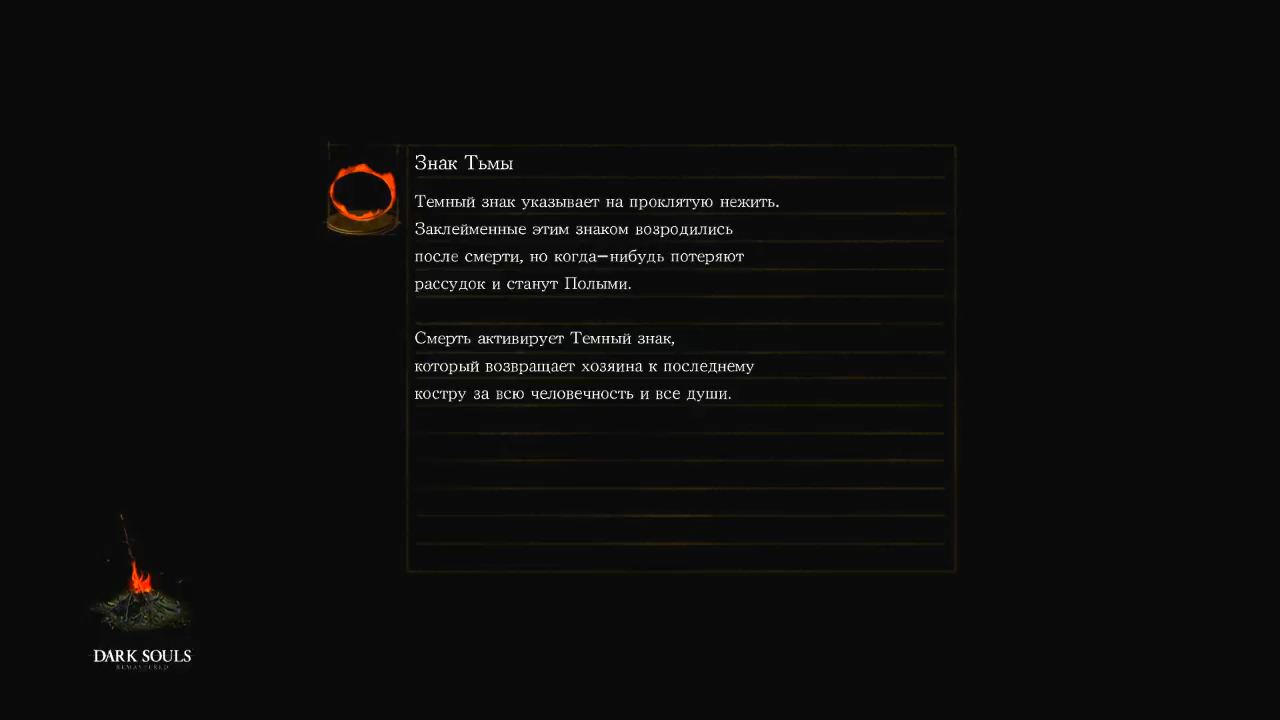 Знак Тьмы
Темный знак указывает на проклятую нежить.
Заклейменные этим знаком возродились
после смерти, но когда–нибудь потеряют
рассудок и станут Полыми.
Смерть активирует Темный знак,
который возвращает хозяина к последнему
костру за всю человечность и все души.
DARK SOULS
REMASTERED